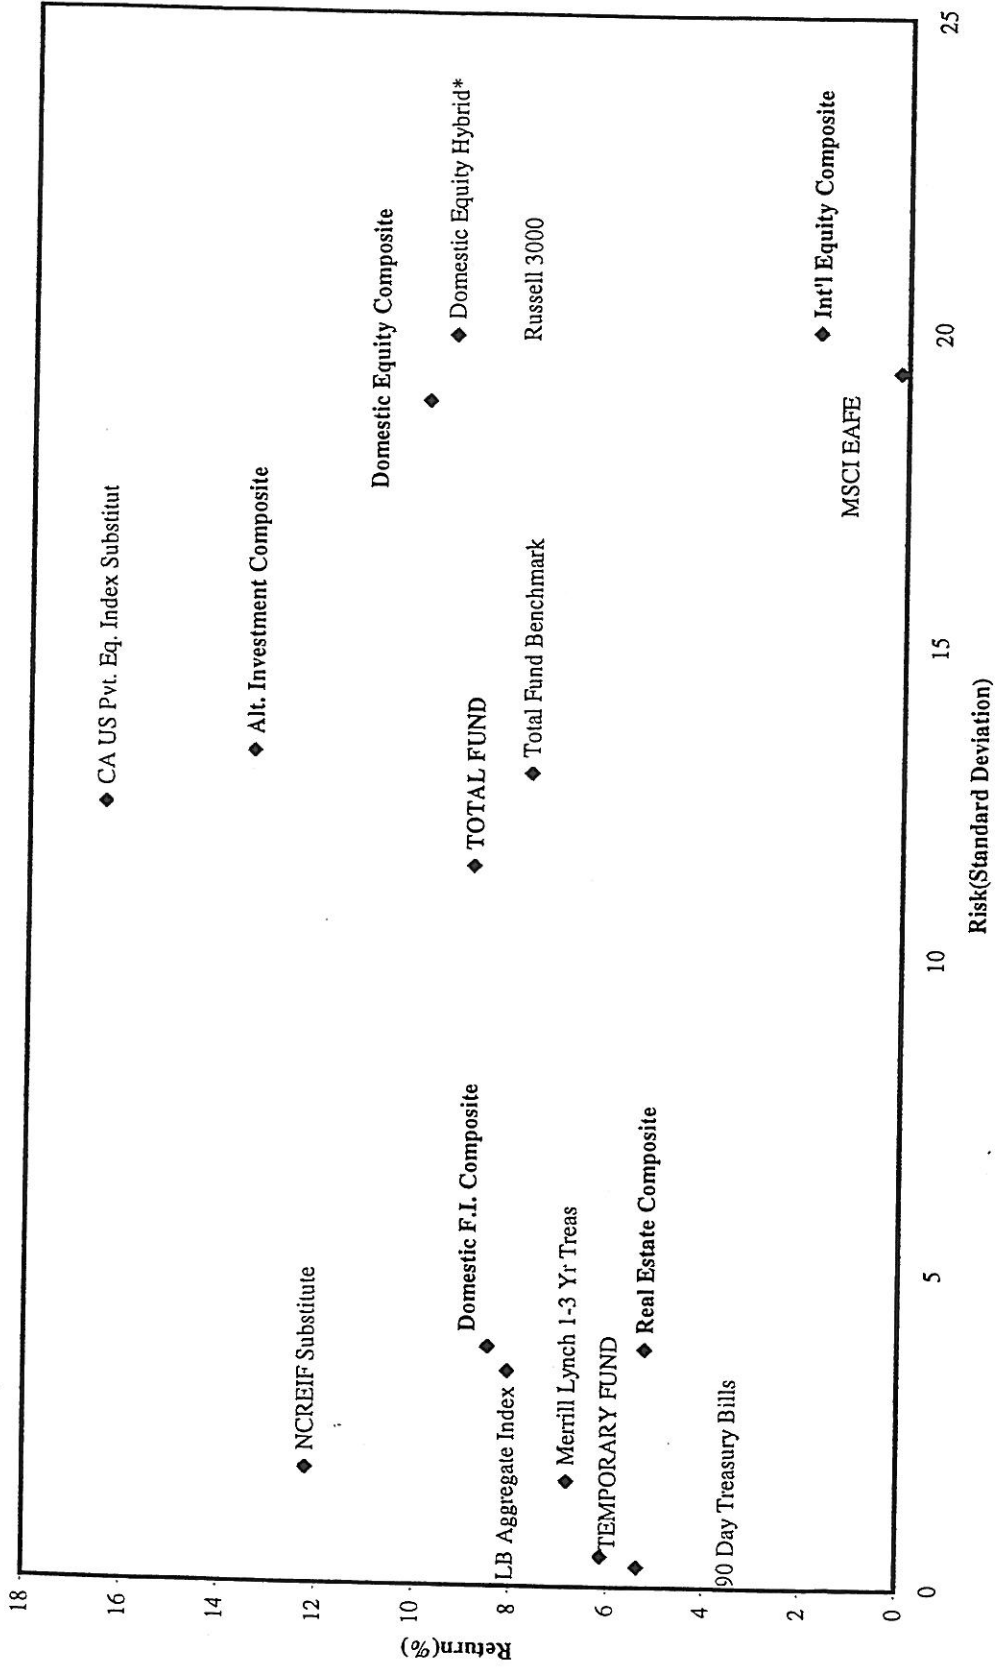 CA US Pvt. Eq. Index Substitut
Alt. Investment Composite
NCREIF Substitute
Domestic Equity Composite
Domestic Equity Hybrid*
TOTAL FUND
Domestic F.I. Composite
LB Aggregate Index
Total Fund Benchmark
Russell 3000
Merrill Lynch 1-3 Yr Treas
TEMPORARY FUND
Real Estate Composite
90 Day Treasury Bills
Int'l Equity Composite
MSCI EAFE
Return(%)
18
16
14
12
10
8
6
4
2
0
0
5
10
15
20
25
Risk(Standard Deviation)